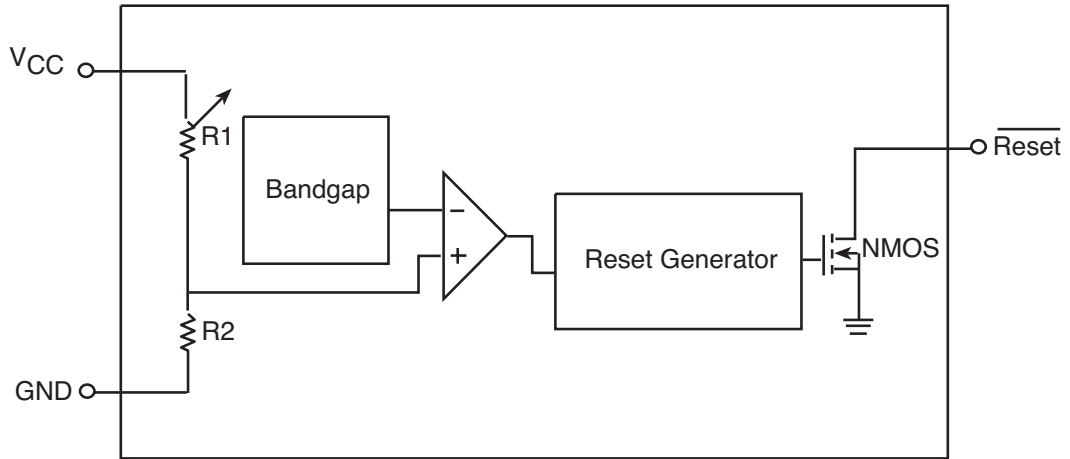 VCC
R1
Bandgap
−
+
R2
GND
Reset Generator
NMOS
Reset